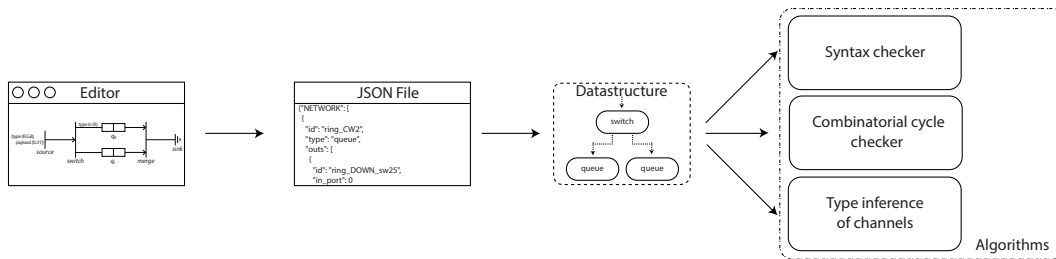 Editor
type:{R,G,B},
payload:[0,31]}
source
switch
type in {R}
q₀
q₁
merge
sink
JSON File
{"NETWORK": [
{
"id": "ring_CW2",
"type": "queue",
"outs": [
{
"id": "ring_DOWN_sw25",
"in_port": 0
Datastructure
switch
queue
queue
Syntax checker
Combinatorial cycle
checker
Type inference
of channels
Algorithms